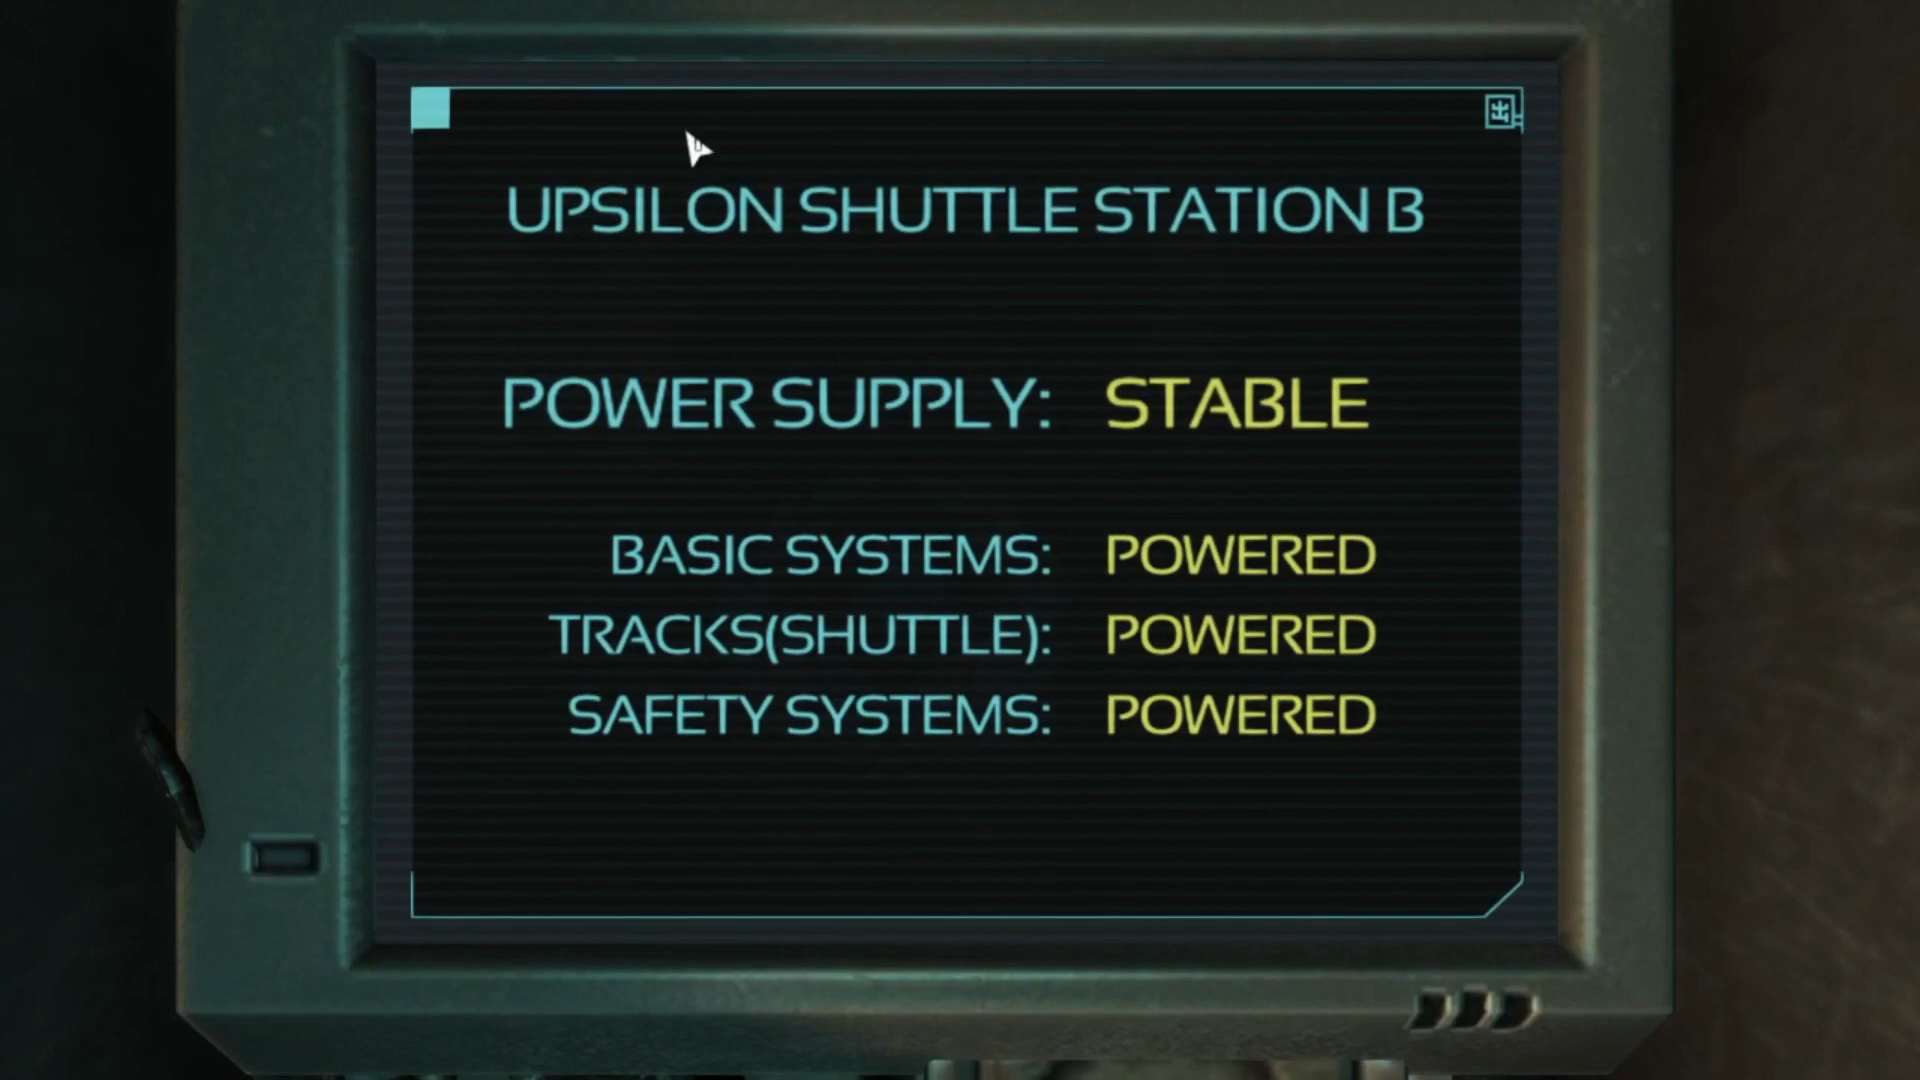 UPSILON SHUTTLE STATION B
POWER SUPPLY: STABLE
BASIC SYSTEMS: POWERED
TRACKS(SHUTTLE): POWERED
SAFETY SYSTEMS: POWERED